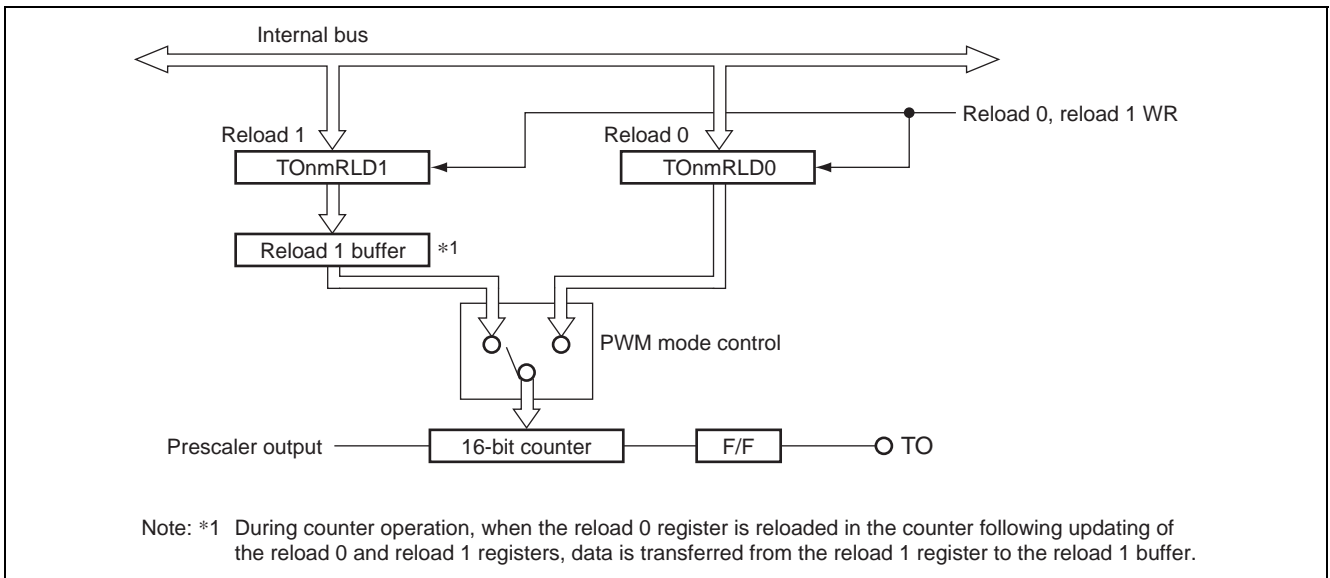 Internal bus
Reload 0, reload 1 WR
Reload 1
Reload 0
TOnmRLD1
TOnmRLD0
Reload 1 buffer
*1
PWM mode control
Prescaler output
16-bit counter
F/F
TO
Note: *1 During counter operation, when the reload 0 register is reloaded in the counter following updating of
the reload 0 and reload 1 registers, data is transferred from the reload 1 register to the reload 1 buffer.